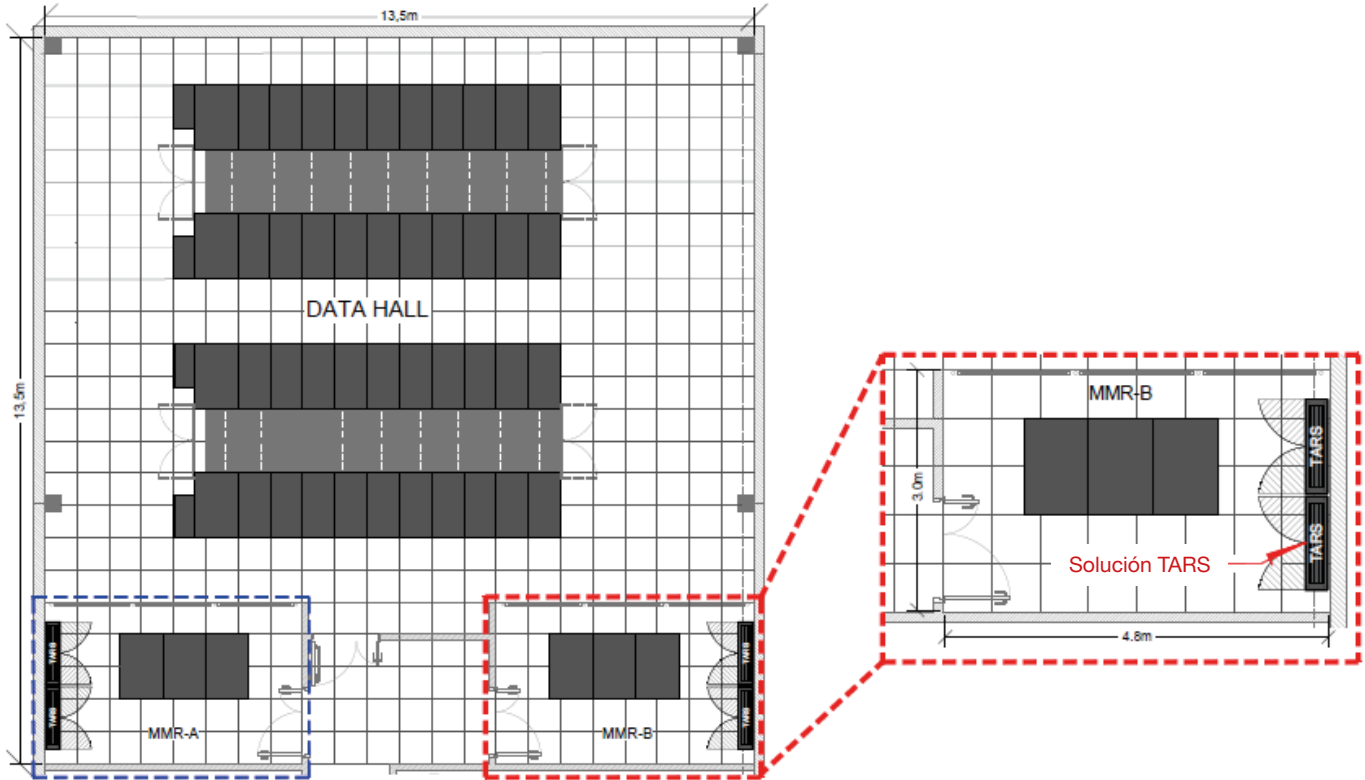 13,5m
13,5m
DATA HALL
MMR-B
TARS
3.0m
TARS
Solución TARS
4.8m
TARS
TARS
MMR-A
TARS
TARS
MMR-B